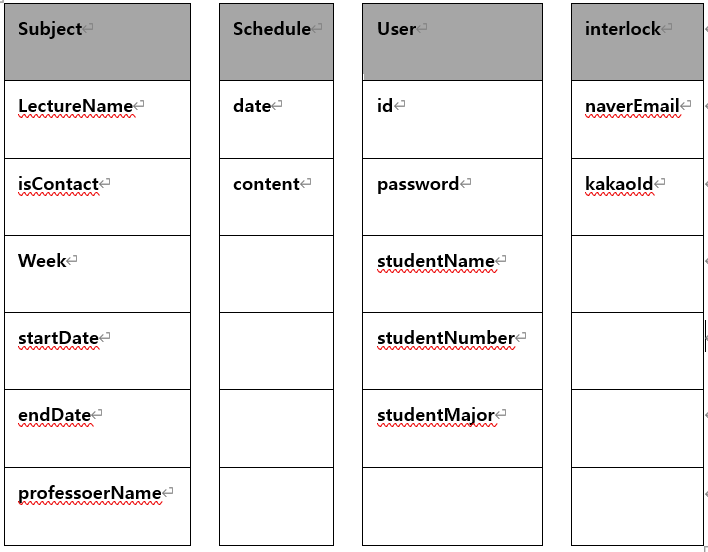 Subject
LectureName
isContact
Week
startDate
endDate
professoerName
Schedule
date
content
User
id
password
studentName
studentNumber
studentMajor
interlock
naverEmail
kakaoId